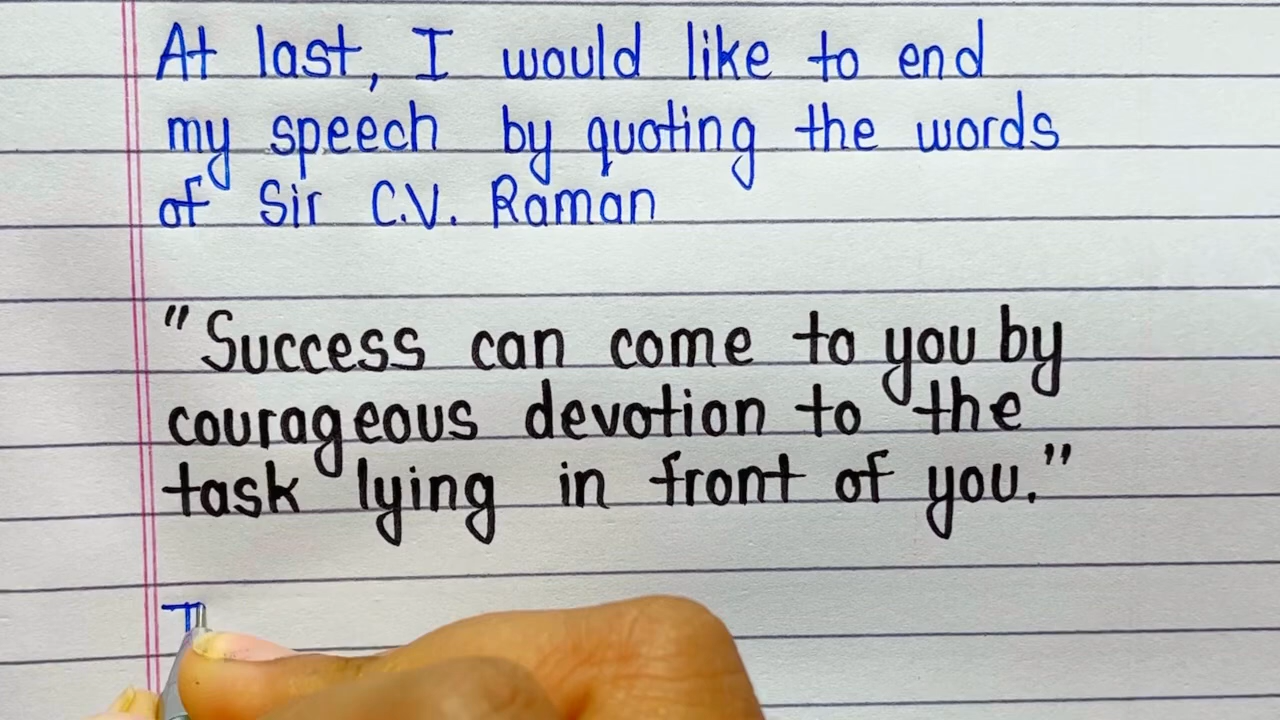 At last, I would like to end
my speech by quoting the words
of Sir C.V. Raman
"Success can come to you by
courageous devotion to the
task lying in front of you."
T